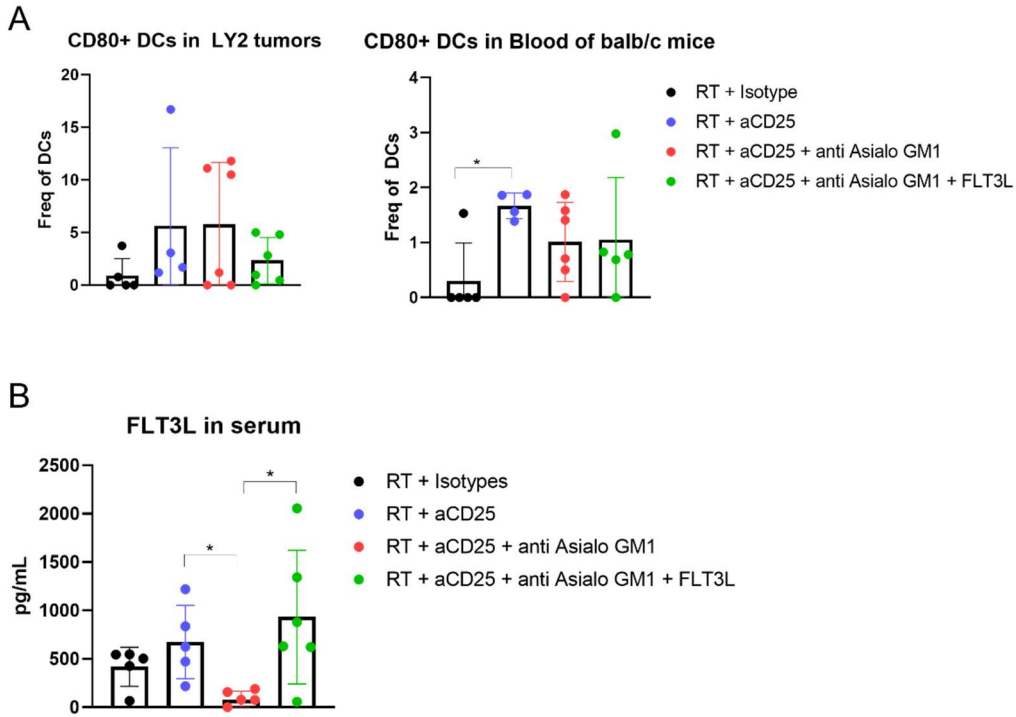 A
CD80+ DCs in LY2 tumors
Freq of DCs
20
15
10
5
0
CD80+ DCs in Blood of balb/c mice
Freq of DCs
4
3
2
1
0
*
RT + Isotype
RT + aCD25
RT + aCD25 + anti Asialo GM1
RT + aCD25 + anti Asialo GM1 + FLT3L
B
FLT3L in serum
pg/mL
2500
2000
1500
1000
500
0
*
*
RT + Isotypes
RT + aCD25
RT + aCD25 + anti Asialo GM1
RT + aCD25 + anti Asialo GM1 + FLT3L